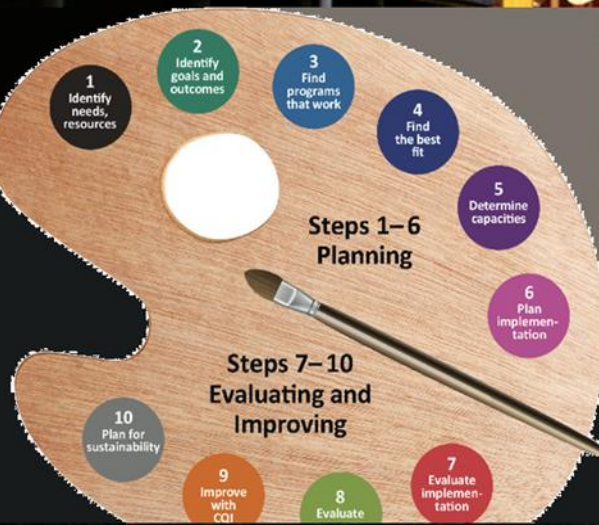 1
Identify
needs,
resources
2
Identify
goals and
outcomes
3
Find
programs
that work
4
Find
the best
fit
5
Determine
capacities
6
Plan
implemen-
tation
Steps 1–6
Planning
Steps 7–10
Evaluating and
Improving
7
Evaluate
implemen-
tation
8
Evaluate
9
Improve
with
CQI
10
Plan for
sustainability